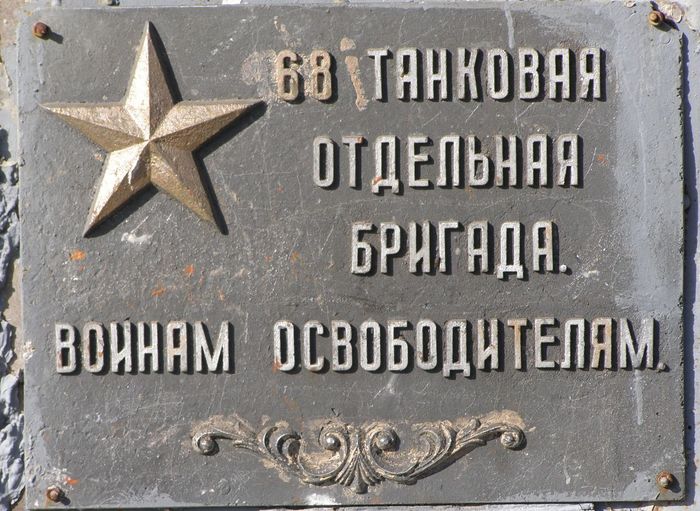 68 ТАНКОВАЯ
ОТДЕЛЬНАЯ
БРИГАДА.
ВОИНАМ ОСВОБОДИТЕЛЯМ.